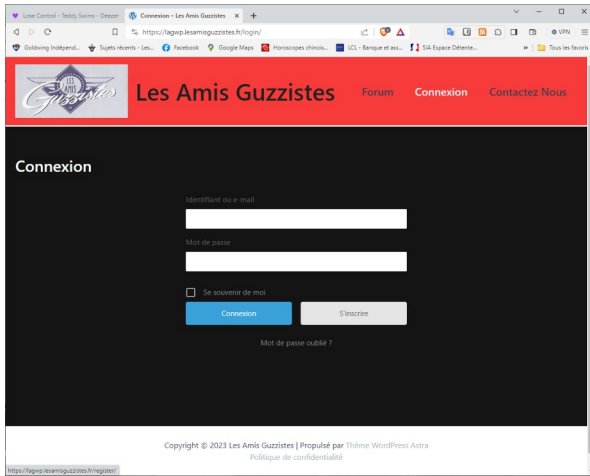 Lose Control - Teddy Swims - Deezer
Connexion - Les Amis Guzzistes
https://lagwp.lesamisguzzistes.fr/login/
VPN
Goldwing Indépend...
Sujets récents - Les...
Facebook
Google Maps
Horoscopes chinois...
LCL - Banque et ass...
SIA Espace Détente...
Tous les favoris
LES
AMIS
Guzzistes
Les Amis Guzzistes
Forum
Connexion
Contactez Nous
Connexion
Identifiant ou e-mail
Mot de passe
Se souvenir de moi
Connexion
S'inscrire
Mot de passe oublié ?
Copyright © 2023 Les Amis Guzzistes | Propulsé par Thème WordPress Astra
Politique de confidentialité
https://lagwp.lesamisguzzistes.fr/register/